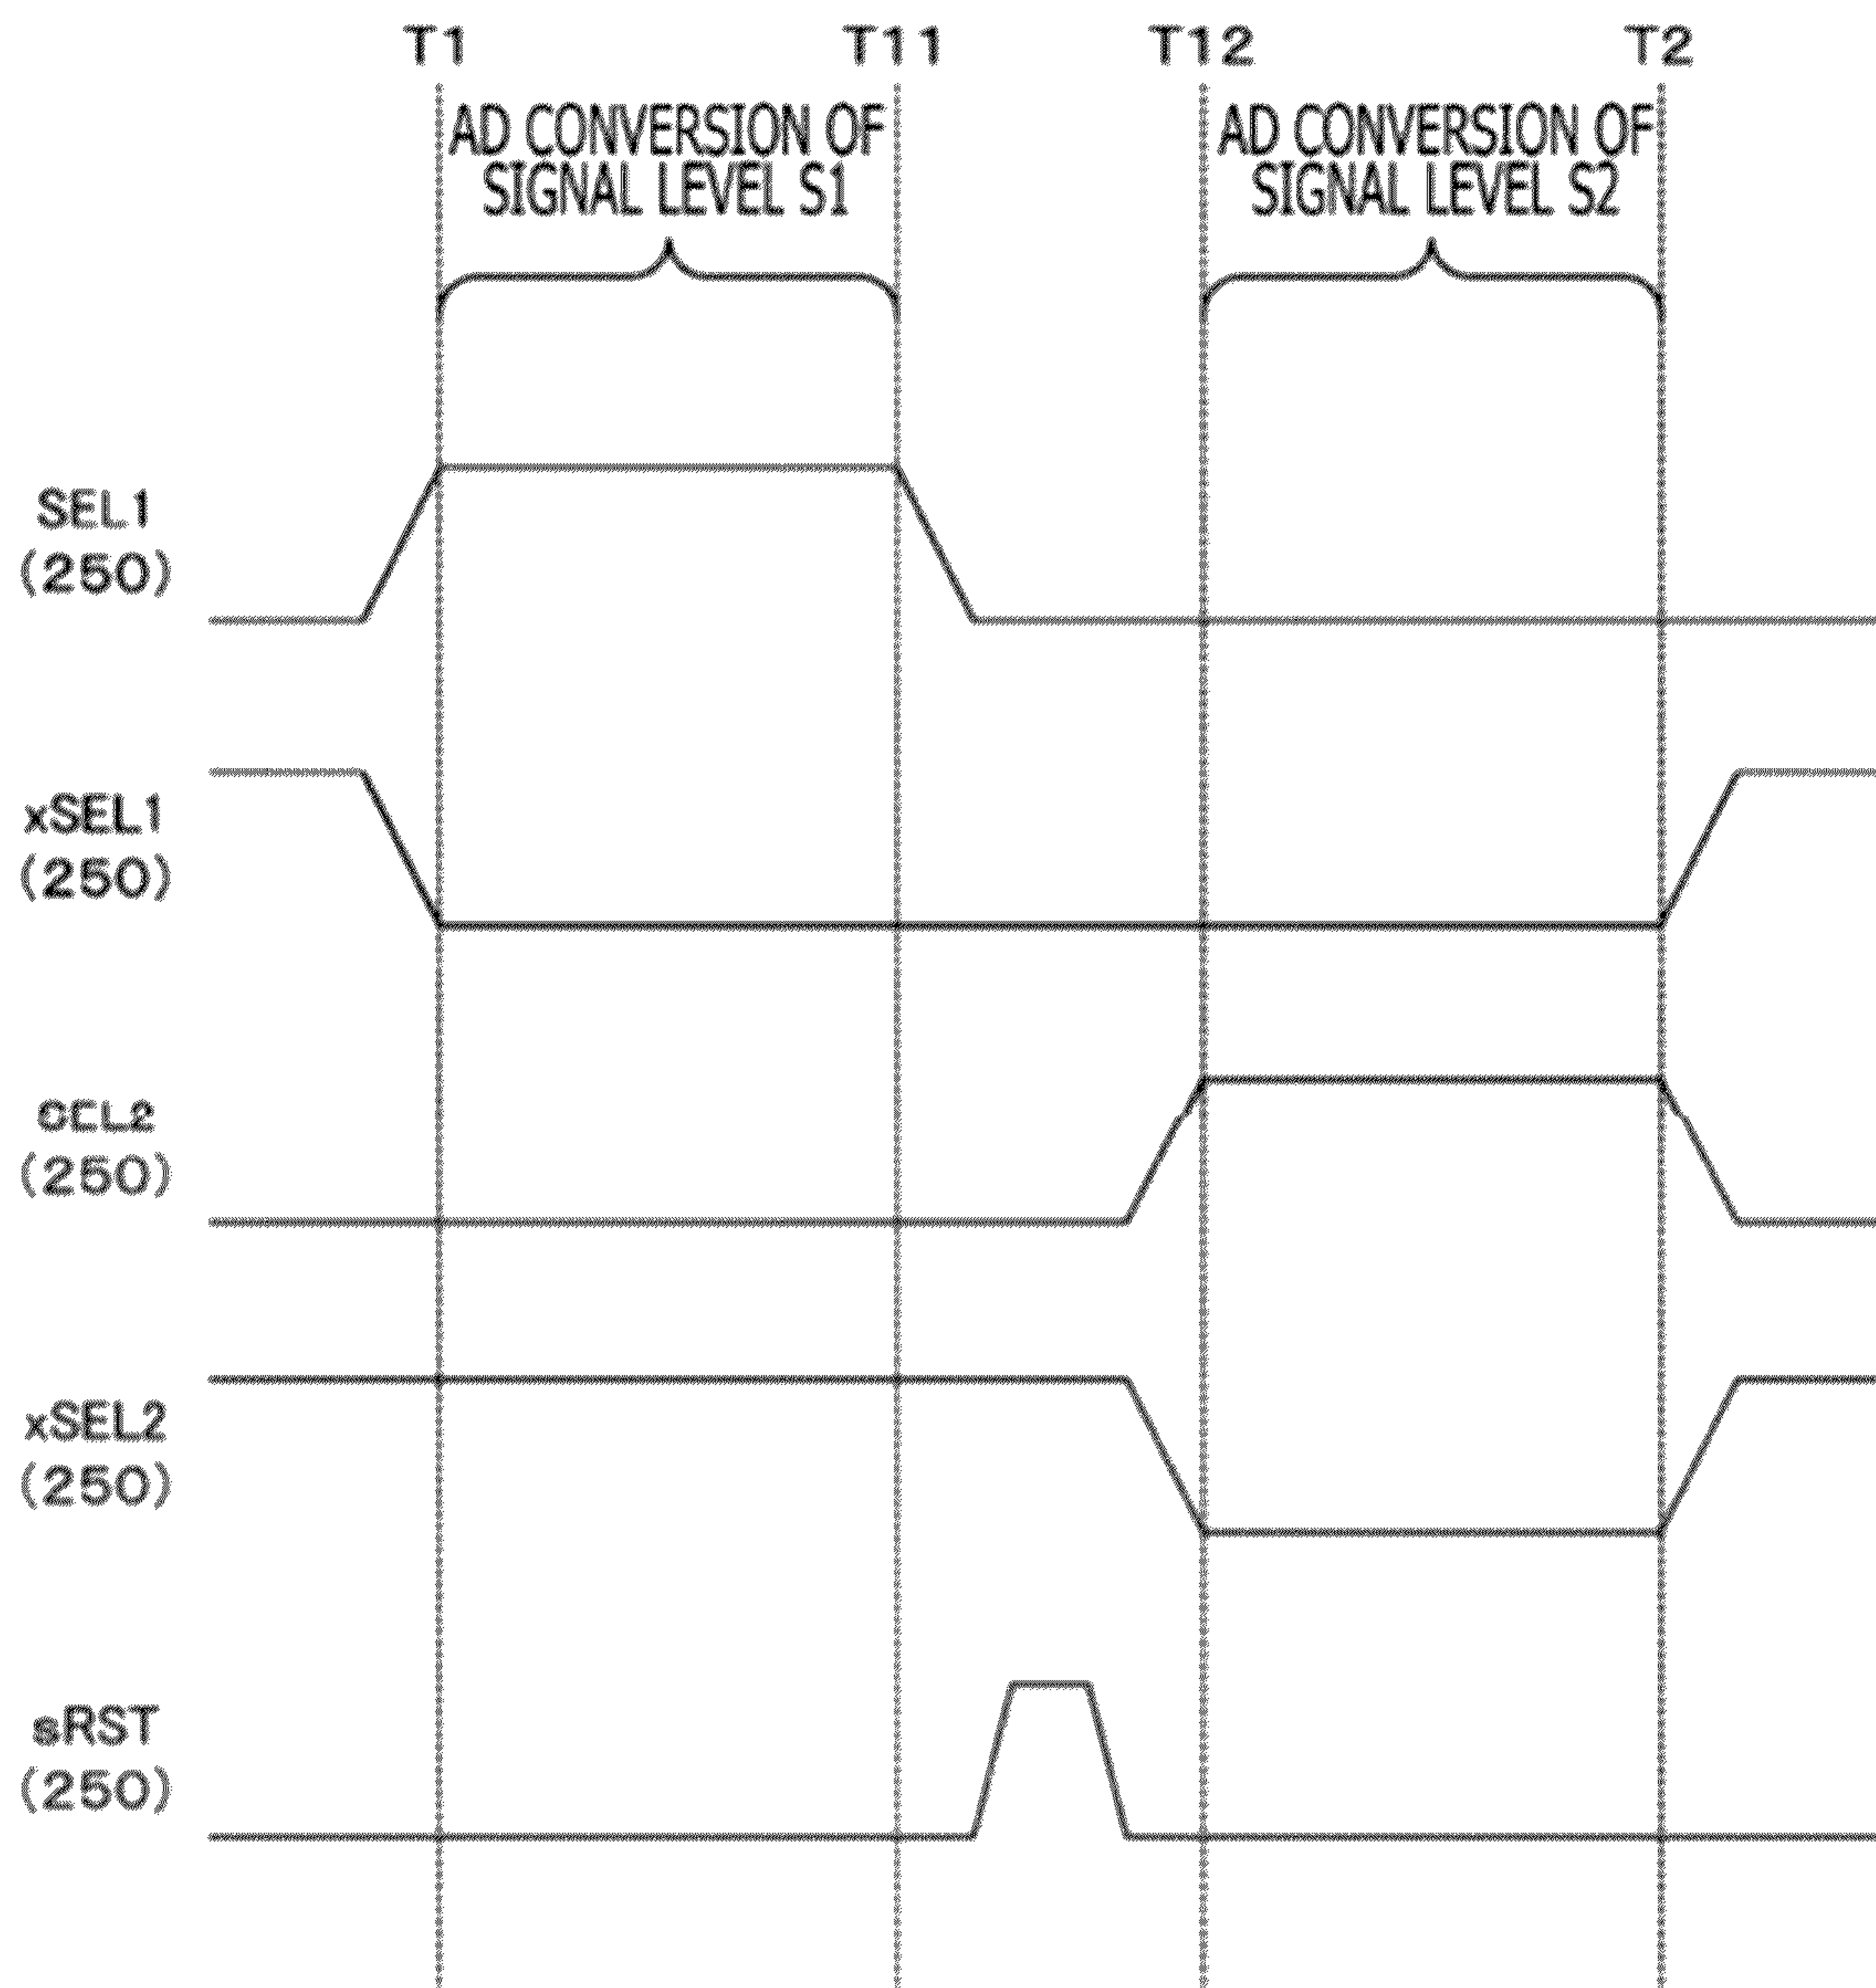 T1 T11 T12 T2
AD CONVERSION OF
SIGNAL LEVEL S1
AD CONVERSION OF
SIGNAL LEVEL S2
SEL1
(250)
xSEL1
(250)
SEL2
(250)
xSEL2
(250)
sRST
(250)